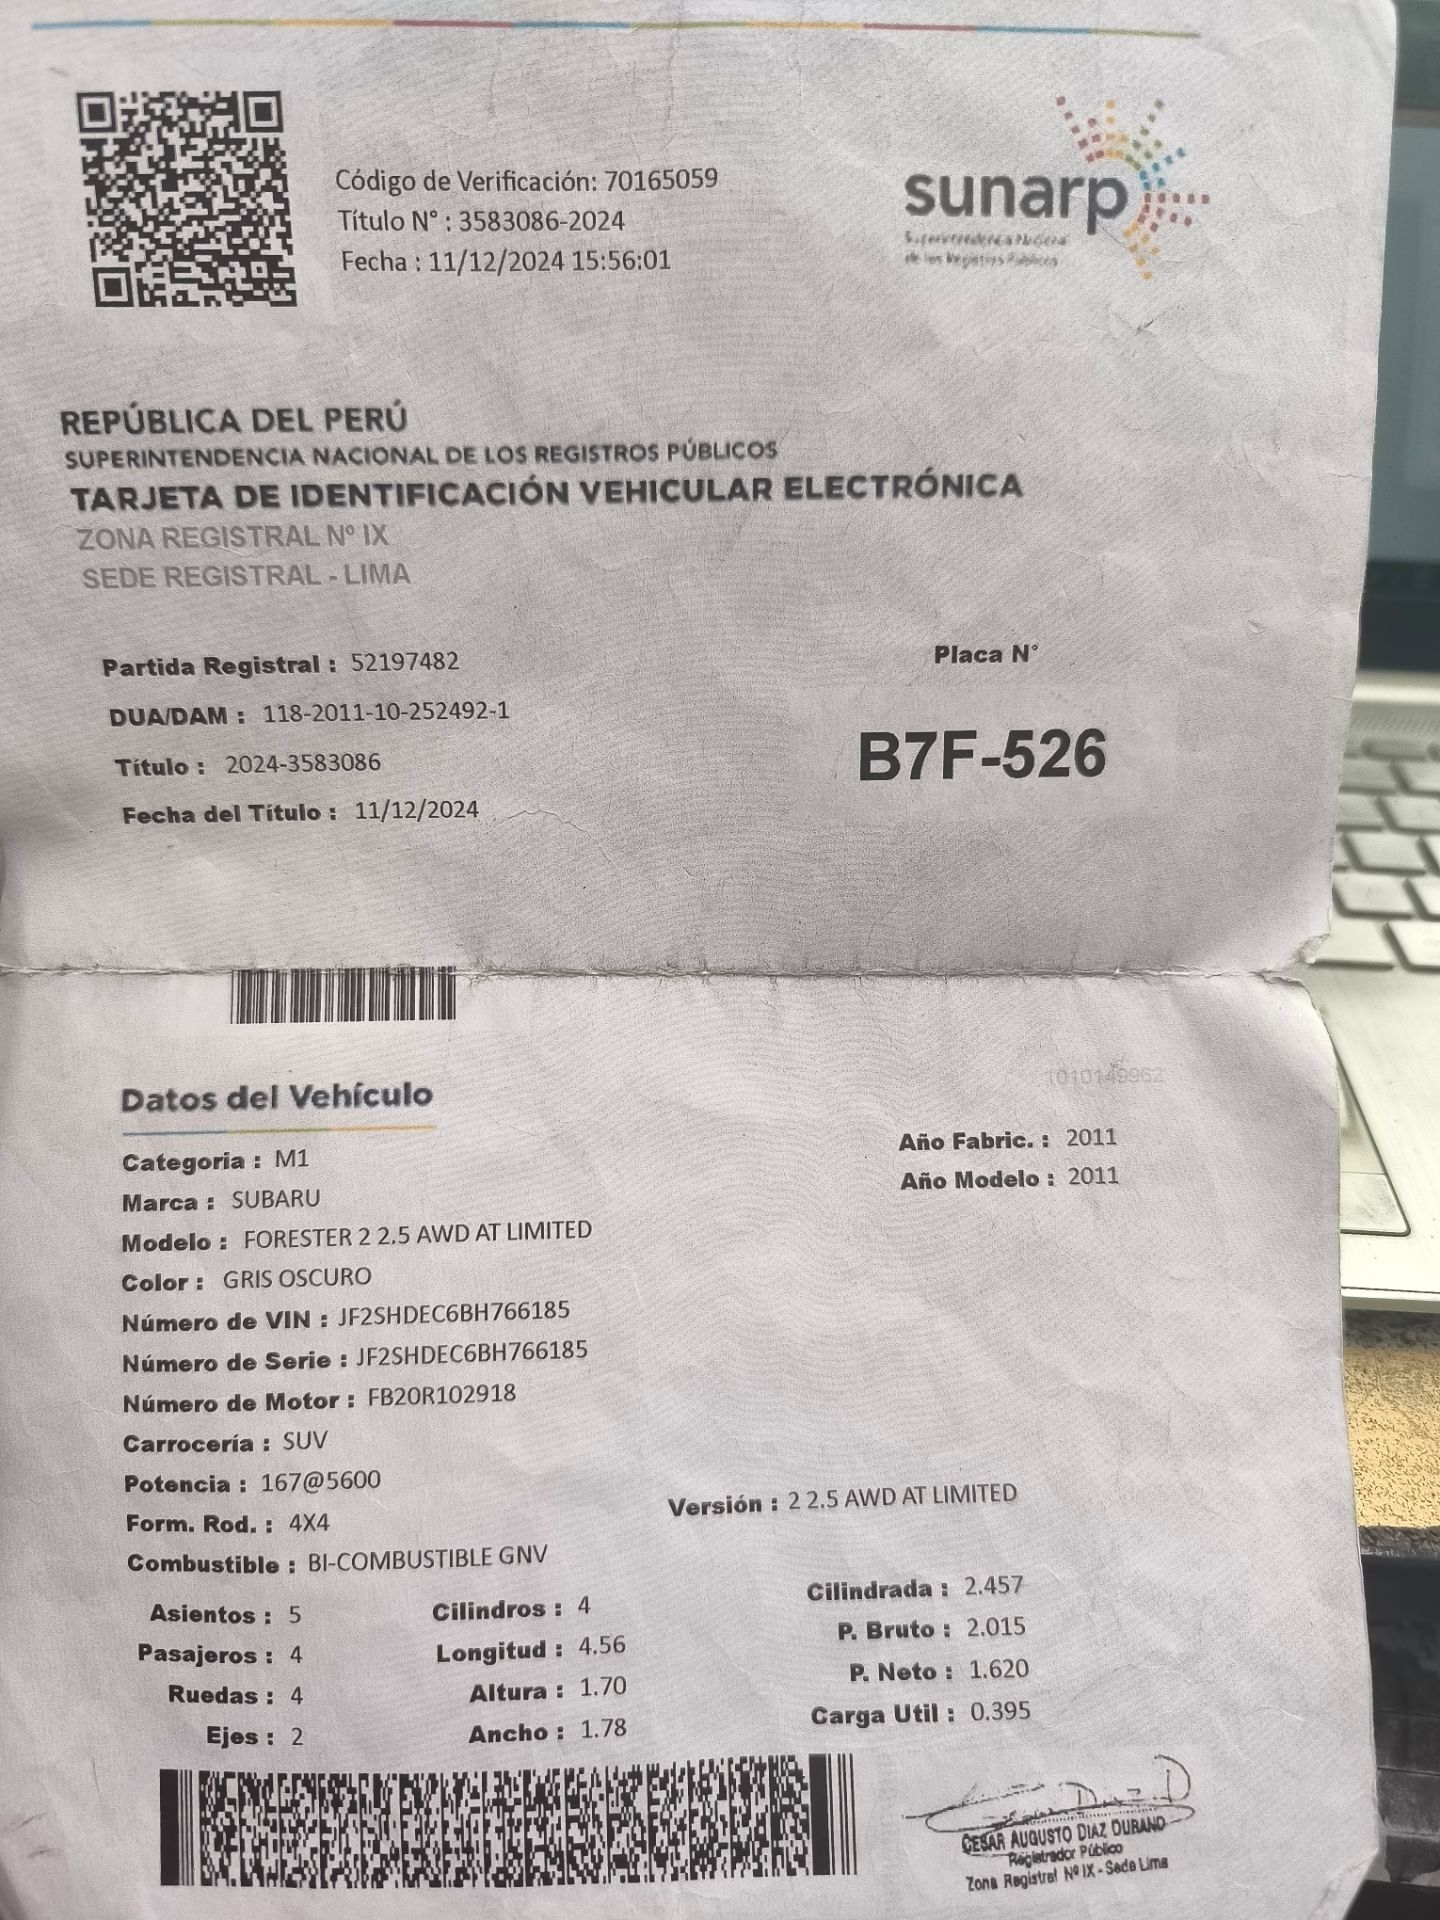 Código de Verificación: 70165059
Título N° : 3583086-2024
Fecha : 11/12/2024 15:56:01
sunarp
Superintendencia Nacional
de los Registros Públicos
REPÚBLICA DEL PERÚ
SUPERINTENDENCIA NACIONAL DE LOS REGISTROS PÚBLICOS
TARJETA DE IDENTIFICACIÓN VEHICULAR ELECTRÓNICA
ZONA REGISTRAL Nº IX
SEDE REGISTRAL - LIMA
Partida Registral : 52197482
DUA/DAM : 118-2011-10-252492-1
Título : 2024-3583086
Fecha del Título : 11/12/2024
Placa N°
B7F-526
Datos del Vehículo
1010149962
Año Fabric. : 2011
Año Modelo : 2011
Categoria : M1
Marca : SUBARU
Modelo : FORESTER 2 2.5 AWD AT LIMITED
Color : GRIS OSCURO
Número de VIN : JF2SHDEC6BH766185
Número de Serie : JF2SHDEC6BH766185
Número de Motor : FB20R102918
Carrocería : SUV
Potencia : 167@5600
Form. Rod. : 4X4
Versión : 2 2.5 AWD AT LIMITED
Combustible : BI-COMBUSTIBLE GNV
Asientos : 5 Cilindros : 4 Cilindrada : 2.457
Pasajeros : 4 Longitud : 4.56 P. Bruto : 2.015
Ruedas : 4 Altura : 1.70 P. Neto : 1.620
Ejes : 2 Ancho : 1.78 Carga Util : 0.395
CESAR AUGUSTO DIAZ DURAND
Registrador Público
Zona Registral Nº IX - Sede Lima